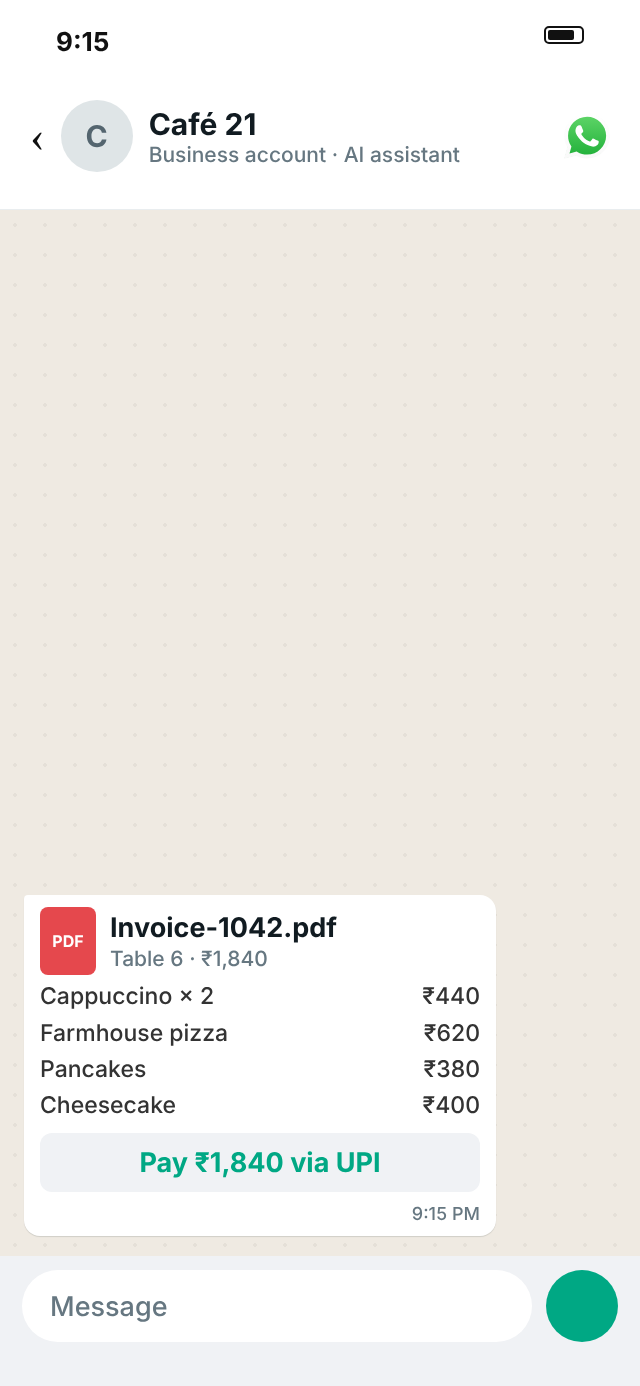 9:15
C
Café 21
Business account · AI assistant
PDF
Invoice-1042.pdf
Table 6 · ₹1,840
Cappuccino × 2 ₹440
Farmhouse pizza ₹620
Pancakes ₹380
Cheesecake ₹400
Pay ₹1,840 via UPI
9:15 PM
Message